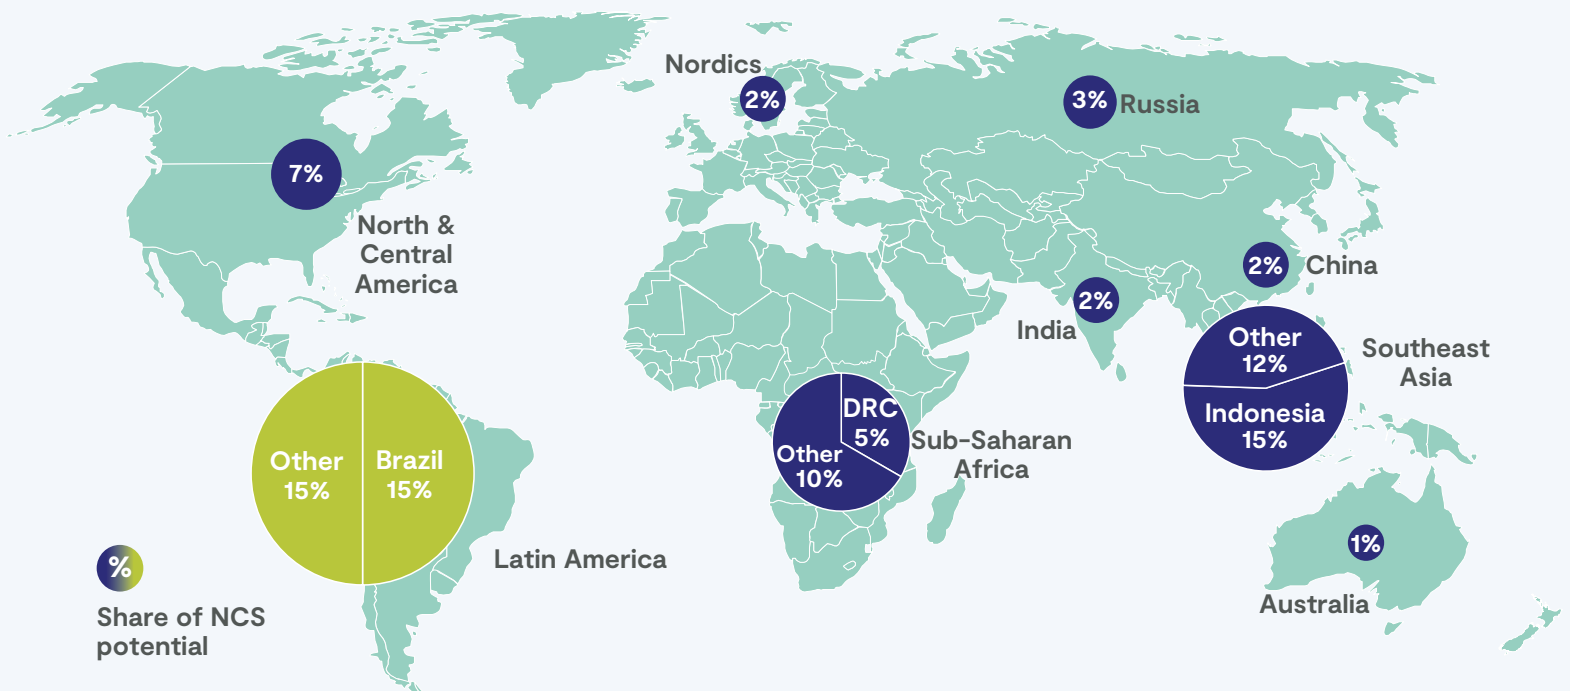 Nordics
2%
3%
Russia
7%
North &
Central
America
2%
China
2%
India
Other
12%
Indonesia
15%
Southeast
Asia
DRC
5%
Other
10%
Sub-Saharan
Africa
Other
15%
Brazil
15%
Latin America
1%
Australia
%
Share of NCS
potential